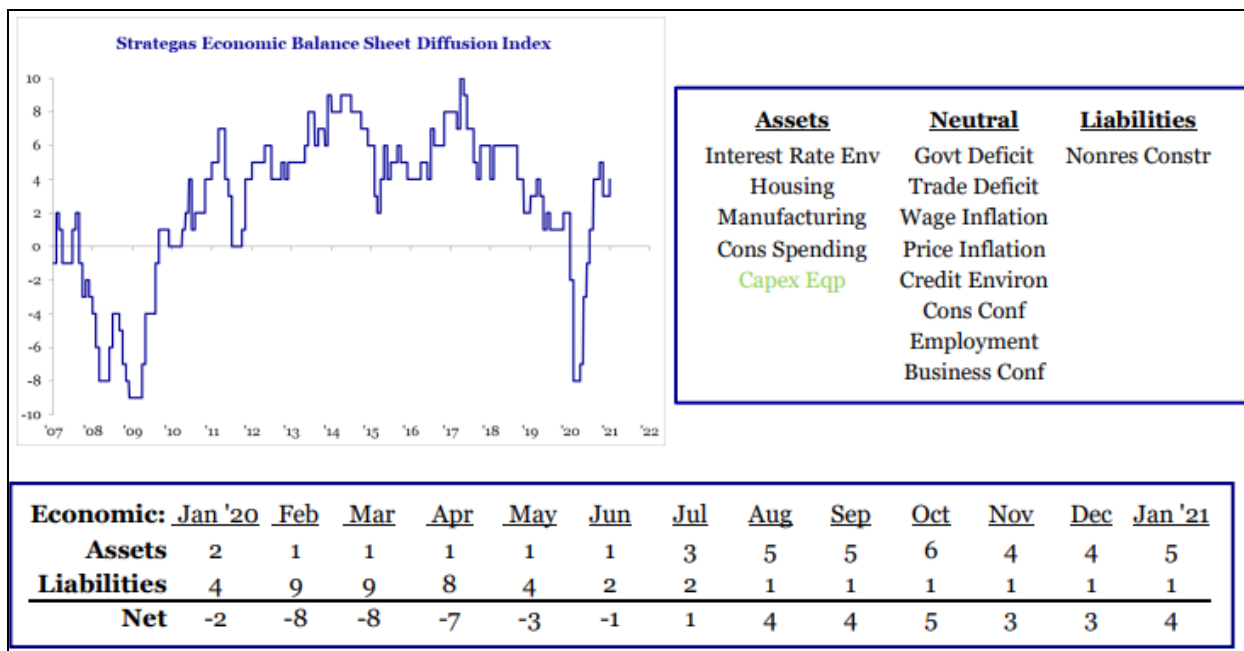 Strategas Economic Balance Sheet Diffusion Index
10
8
6
4
2
0
-2
-4
-6
-8
-10
'07 '08 '09 '10 '11 '12 '13 '14 '15 '16 '17 '18 '19 '20 '21 '22
Assets Neutral Liabilities
Interest Rate Env Govt Deficit Nonres Constr
Housing Trade Deficit
Manufacturing Wage Inflation
Cons Spending Price Inflation
Capex Eqp Credit Environ
Cons Conf
Employment
Business Conf
Economic: Jan '20 Feb Mar Apr May Jun Jul Aug Sep Oct Nov Dec Jan '21
Assets 2 1 1 1 1 1 3 5 5 6 4 4 5
Liabilities 4 9 9 8 4 2 2 1 1 1 1 1 1
Net -2 -8 -8 -7 -3 -1 1 4 4 5 3 3 4